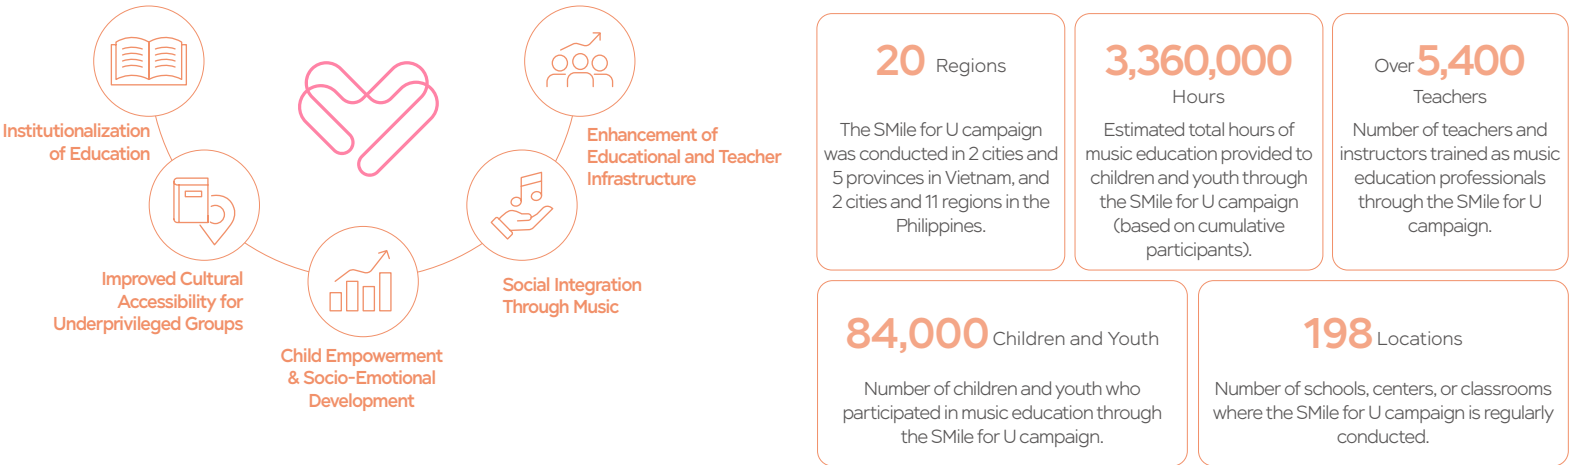 Institutionalization
of Education
Improved Cultural
Accessibility for
Underprivileged Groups
Child Empowerment
& Socio-Emotional
Development
Social Integration
Through Music
Enhancement of
Educational and Teacher
Infrastructure
20 Regions
The SMile for U campaign
was conducted in 2 cities and
5 provinces in Vietnam, and
2 cities and 11 regions in the
Philippines.
3,360,000
Hours
Estimated total hours of
music education provided to
children and youth through
the SMile for U campaign
(based on cumulative
participants).
Over 5,400
Teachers
Number of teachers and
instructors trained as music
education professionals
through the SMile for U
campaign.
84,000 Children and Youth
Number of children and youth who
participated in music education through
the SMile for U campaign.
198 Locations
Number of schools, centers, or classrooms
where the SMile for U campaign is regularly
conducted.